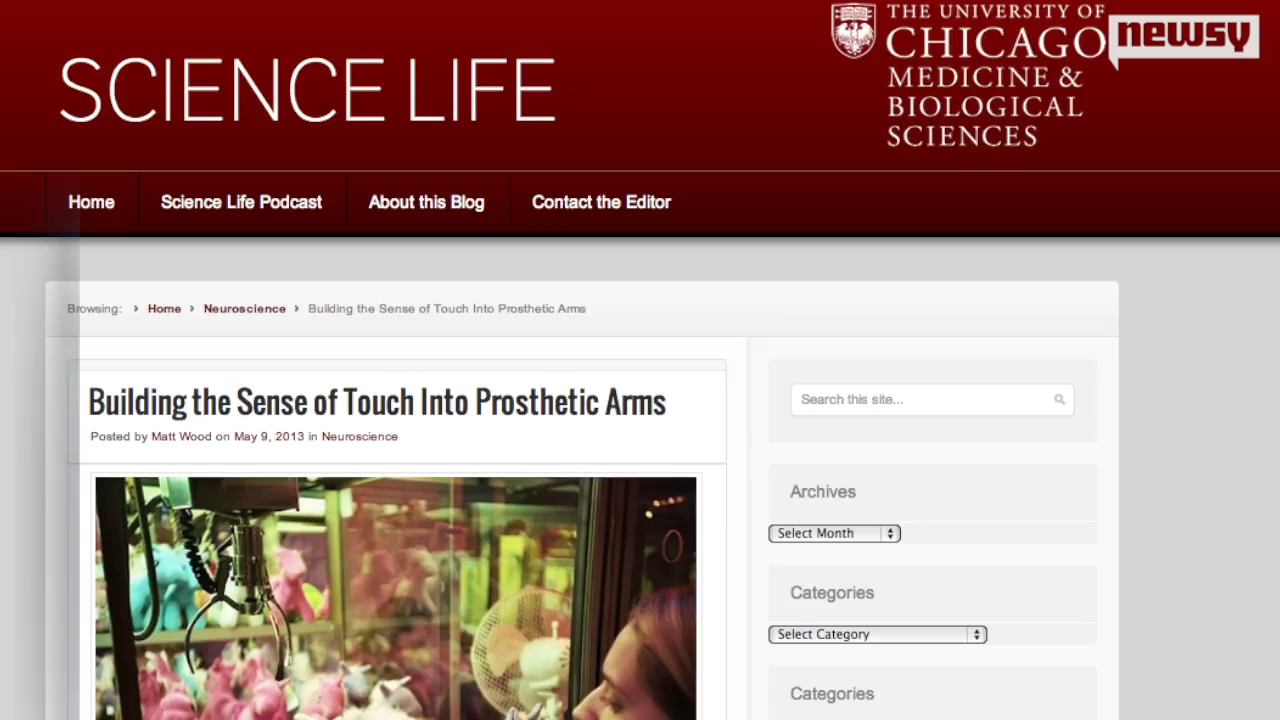 SCIENCE LIFE
THE UNIVERSITY OF
CHICAGO
MEDICINE &
BIOLOGICAL
SCIENCES
newsy
Home
Science Life Podcast
About this Blog
Contact the Editor
Browsing: › Home › Neuroscience › Building the Sense of Touch Into Prosthetic Arms
Building the Sense of Touch Into Prosthetic Arms
Posted by Matt Wood on May 9, 2013 in Neuroscience
Search this site...
Archives
Select Month
Categories
Select Category
Categories